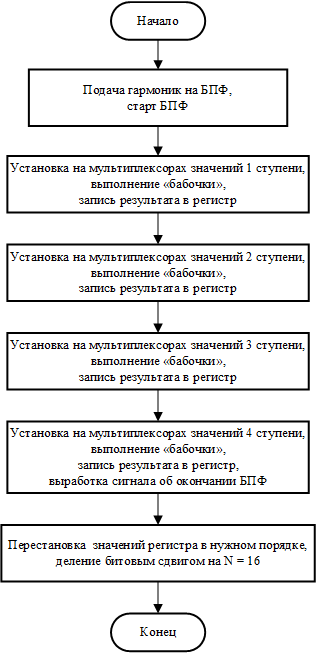 Начало
Подача гармоник на БПФ,
старт БПФ
Установка на мультиплексорах значений 1 ступени,
выполнение «бабочки»,
запись результата в регистр
Установка на мультиплексорах значений 2 ступени,
выполнение «бабочки»,
запись результата в регистр
Установка на мультиплексорах значений 3 ступени,
выполнение «бабочки»,
запись результата в регистр
Установка на мультиплексорах значений 4 ступени,
выполнение «бабочки»,
запись результата в регистр,
выработка сигнала об окончании БПФ
Перестановка значений регистра в нужном порядке,
деление битовым сдвигом на N = 16
Конец